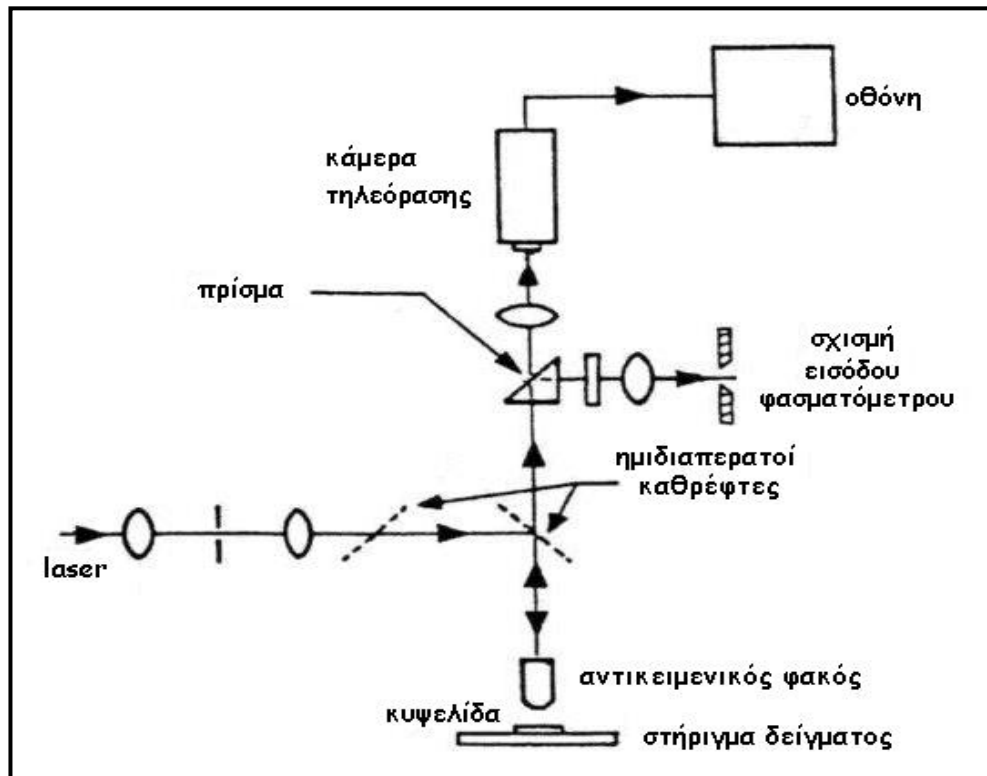 οθόνη
κάμερα
τηλεόρασης
πρίσμα
σχισμή
εισόδου
φασματόμετρου
ημιδιαπερατοί
καθρέφτες
laser
αντικειμενικός φακός
κυψελίδα
στήριγμα δείγματος